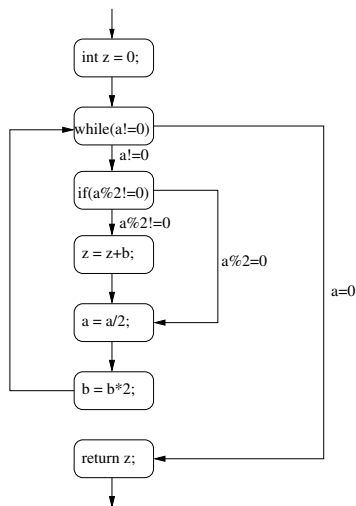 int z = 0;
while(a!=0)
a!=0
if(a%2!=0)
a%2!=0
z = z+b;
a%2=0
a=0
a = a/2;
b = b*2;
return z;